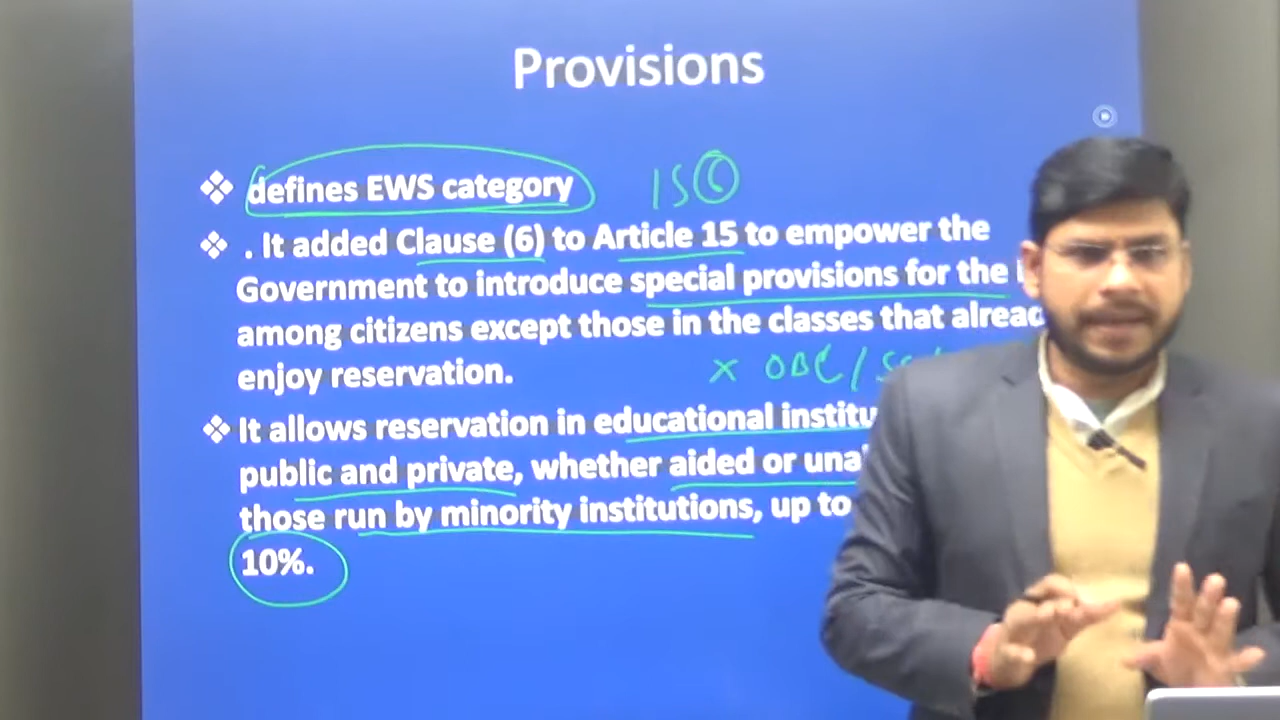 Provisions
defines EWS category 15(6)
. It added Clause (6) to Article 15 to empower the
Government to introduce special provisions for the
among citizens except those in the classes that
enjoy reservation.
x OBC /
It allows reservation in educational
public and private, whether aided or
those run by minority institutions, up to
10%.